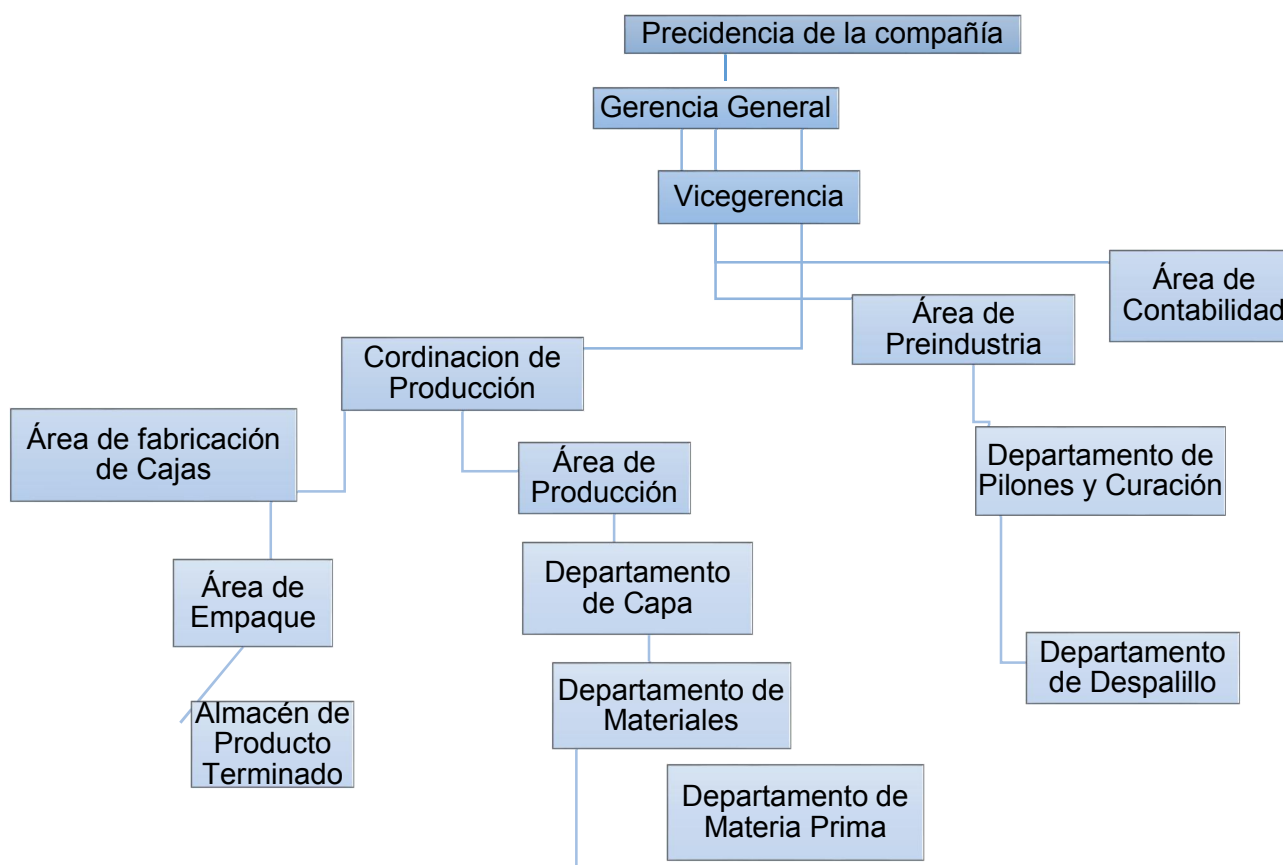 Precidencia de la compañía
Gerencia General
Vicegerencia
Área de
Contabilidad
Área de
Preindustria
Cordinacion de
Producción
Área de fabricación
de Cajas
Área de
Producción
Departamento de
Pilones y Curación
Área de
Empaque
Departamento
de Capa
Departamento
de Despalillo
Departamento de
Materiales
Almacén de
Producto
Terminado
Departamento de
Materia Prima